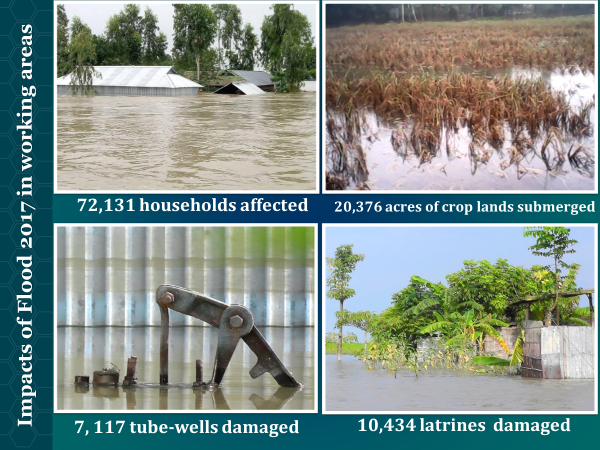 Impacts of Flood 2017 in working areas
72,131 households affected
20,376 acres of crop lands submerged
7, 117 tube-wells damaged
10,434 latrines  damaged